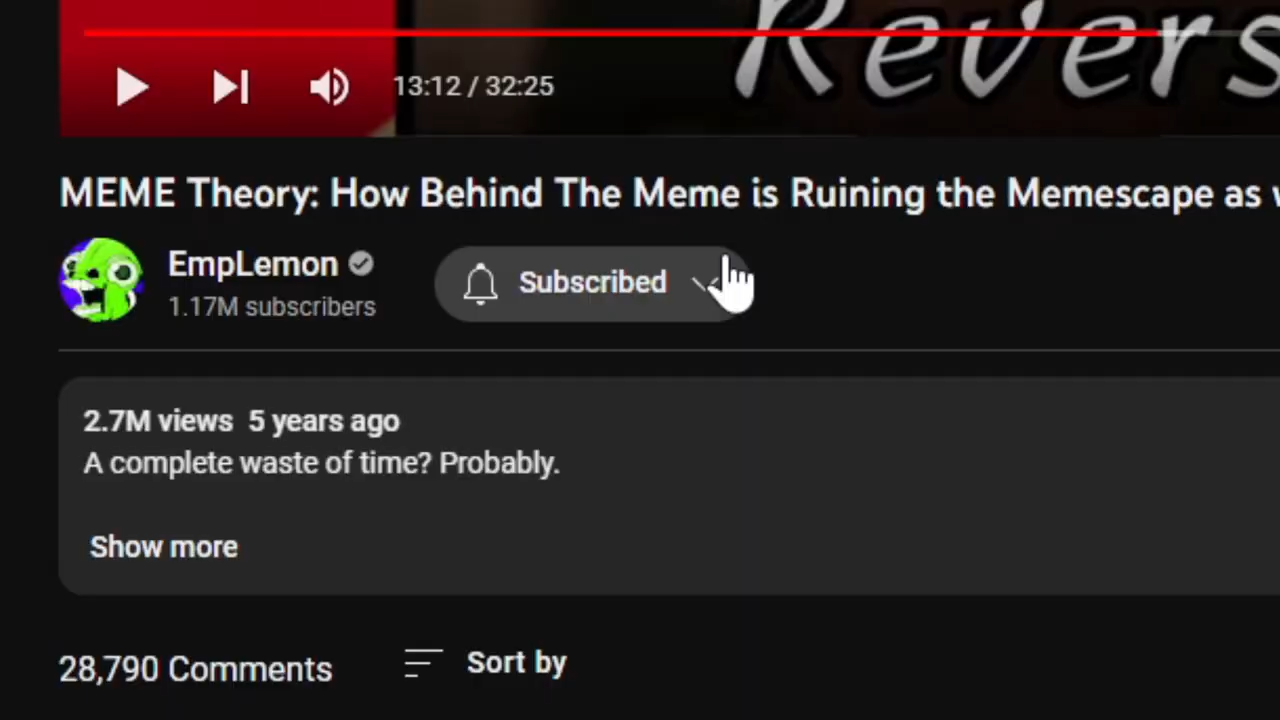 Revers
13:12 / 32:25
MEME Theory: How Behind The Meme is Ruining the Memescape as
EmpLemon
1.17M subscribers
Subscribed
2.7M views 5 years ago
A complete waste of time? Probably.
Show more
28,790 Comments
Sort by